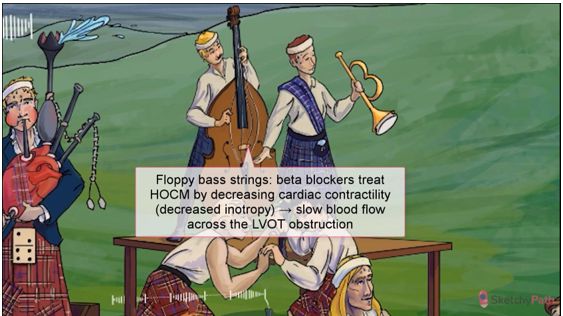 Floppy bass strings: beta blockers treat
HOCM by decreasing cardiac contractility
(decreased inotropy) → slow blood flow
across the LVOT obstruction
SketchyPath